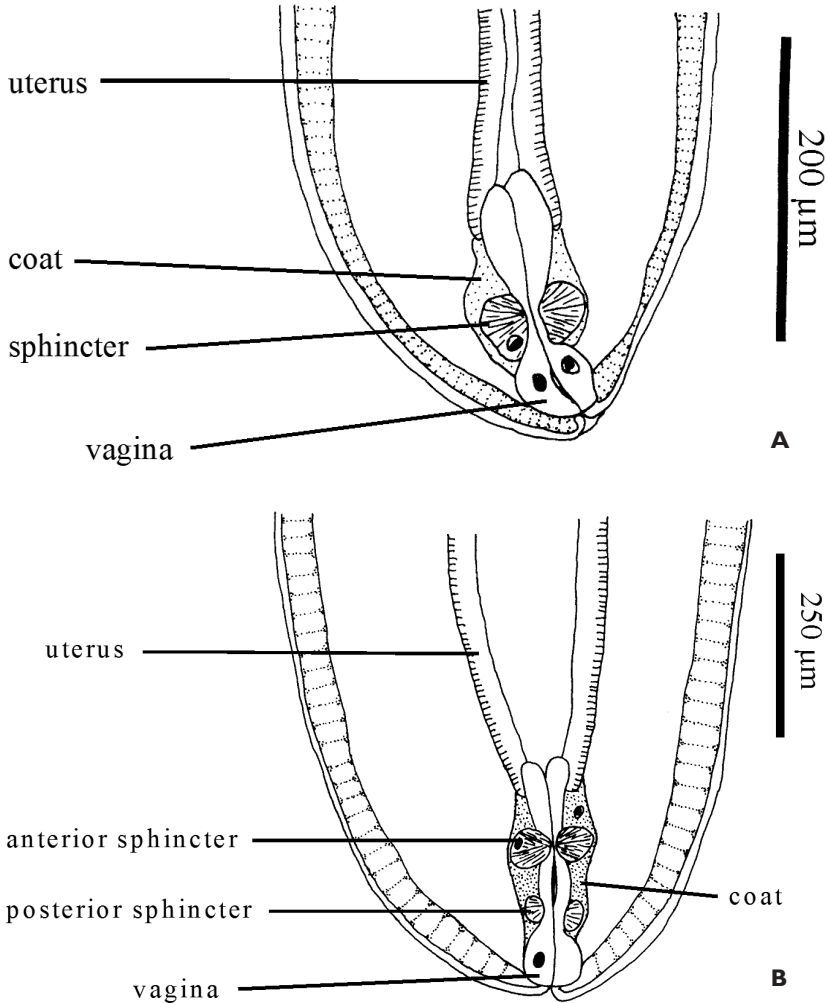 uterus
200 μm
coat
sphincter
vagina
A
uterus
250 μm
anterior sphincter
coat
posterior sphincter
vagina
B